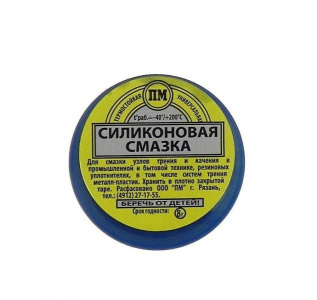 ТЕРМОСТОЙКАЯ ПМ УНИВЕРСАЛЬНАЯ
t°раб.=-40°/+200°С
СИЛИКОНОВАЯ
СМАЗКА
Для смазки узлов трения и качения в
промышленной и бытовой технике, резиновых
уплотнителях, в том числе систем трения
металл-пластик. Хранить в плотно закрытой
таре. Расфасовано ООО "ПМ" г. Рязань,
тел.: (4912) 27-17-55.
БЕРЕЧЬ ОТ ДЕТЕЙ!
Срок годности: